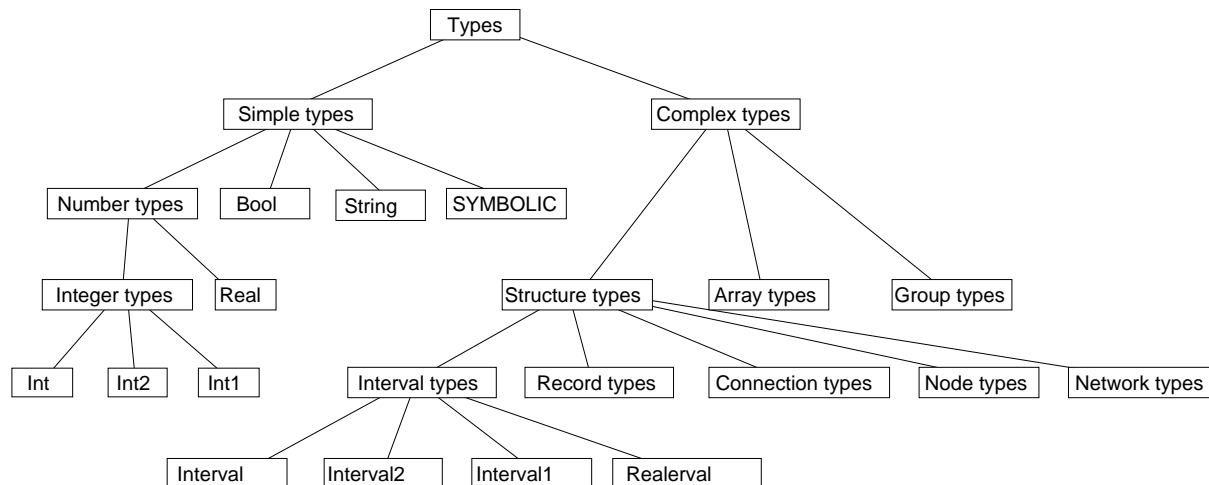 Types
Simple types
Complex types
Number types
Bool
String
SYMBOLIC
Integer types
Real
Structure types
Array types
Group types
Int
Int2
Int1
Interval types
Record types
Connection types
Node types
Network types
Interval
Interval2
Interval1
Realerval